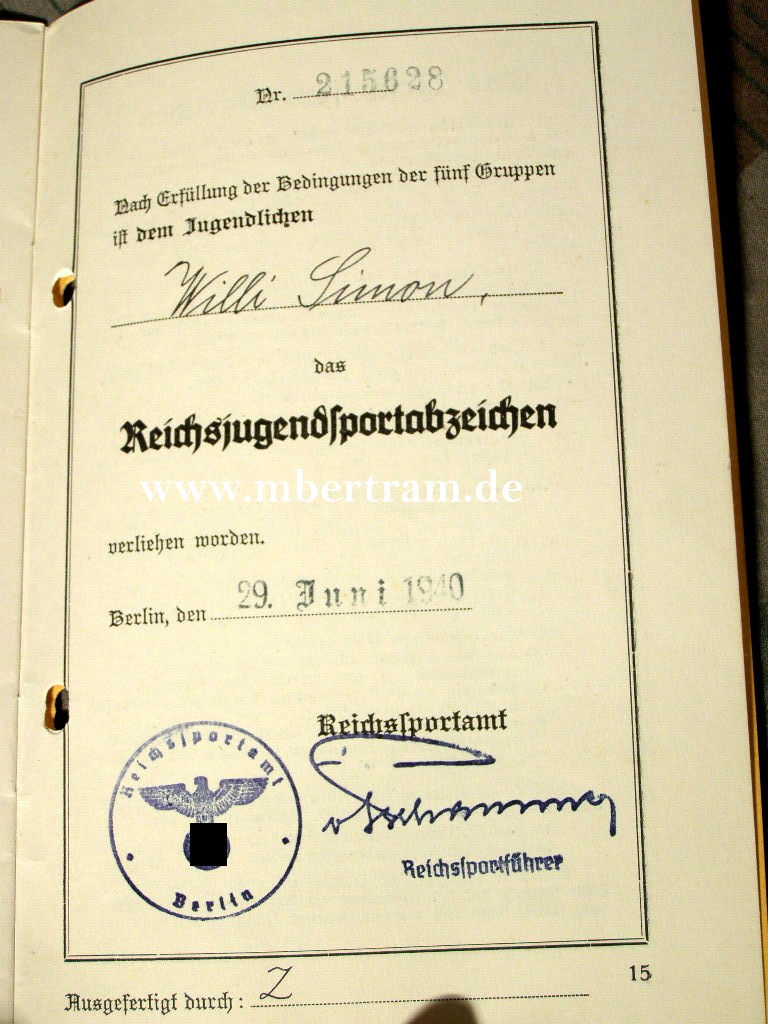 Nr. 215628
Nach Erfüllung der Bedingungen der fünf Gruppen
ist dem Jugendlichen
Willi Simon,
das
Reichsjugendsportabzeichen
www.mbertram.de
verliehen worden.
Berlin, den 29. Juni 1940
Reichssportamt
Reichssportamt
Berlin
v Tschammer
Reichssportführer
15
Ausgefertigt durch: Z